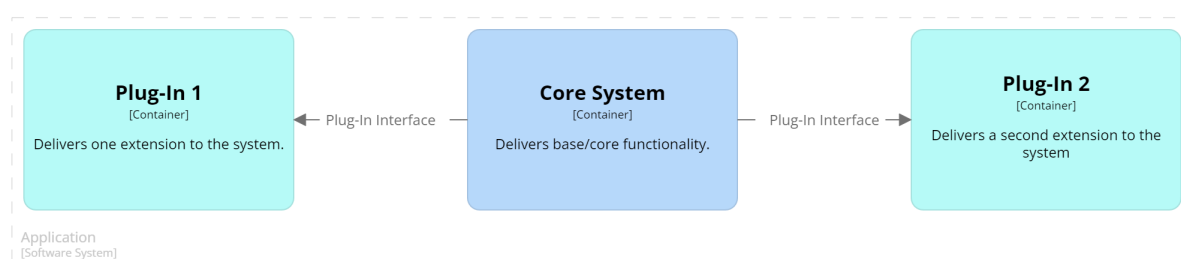 Plug-In 1
[Container]
Delivers one extension to the system.
Plug-In Interface
Core System
[Container]
Delivers base/core functionality.
Plug-In Interface
Plug-In 2
[Container]
Delivers a second extension to the
system
Application
[Software System]